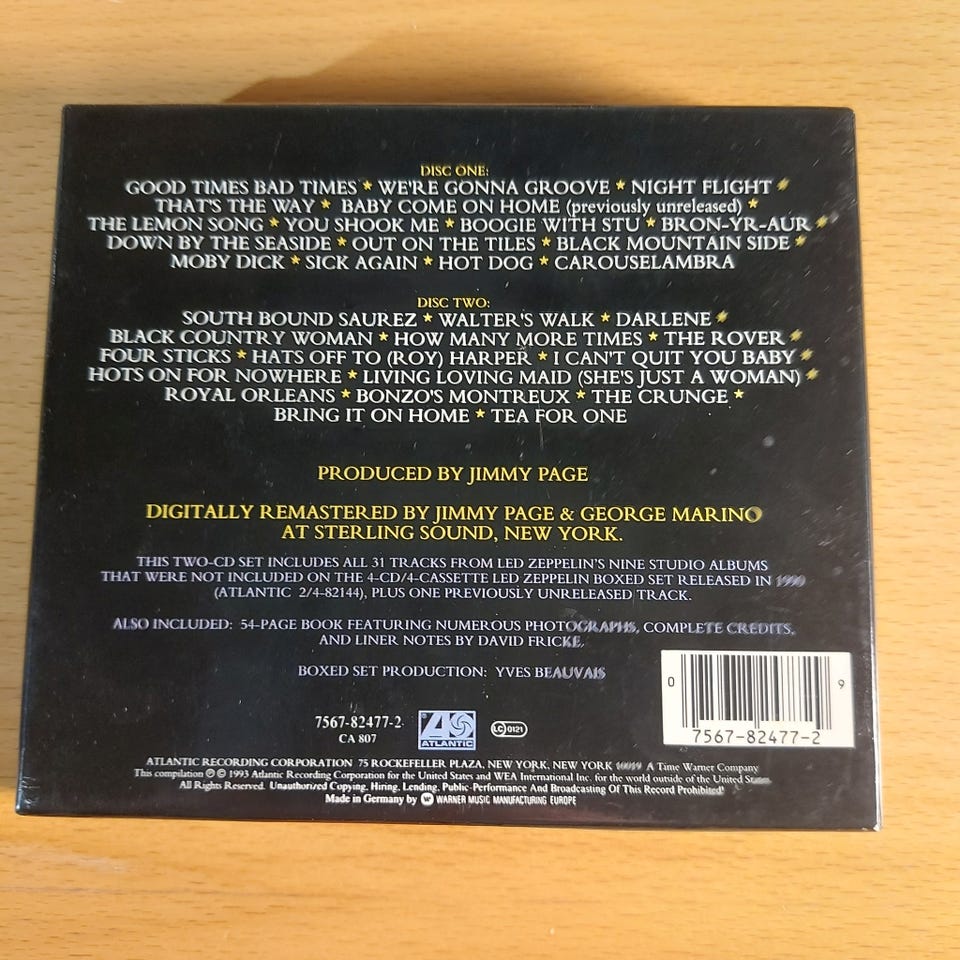 DISC ONE:
GOOD TIMES BAD TIMES * WE'RE GONNA GROOVE * NIGHT FLIGHT *
THAT'S THE WAY * BABY COME ON HOME (previously unreleased) *
THE LEMON SONG * YOU SHOOK ME * BOOGIE WITH STU * BRON-YR-AUR *
DOWN BY THE SEASIDE * OUT ON THE TILES * BLACK MOUNTAIN SIDE *
MOBY DICK * SICK AGAIN * HOT DOG * CAROUSELAMBRA
DISC TWO:
SOUTH BOUND SAUREZ * WALTER'S WALK * DARLENE *
BLACK COUNTRY WOMAN * HOW MANY MORE TIMES * THE ROVER *
FOUR STICKS * HATS OFF TO (ROY) HARPER * I CAN'T QUIT YOU BABY *
HOTS ON FOR NOWHERE * LIVING LOVING MAID (SHE'S JUST A WOMAN) *
ROYAL ORLEANS * BONZO'S MONTREUX * THE CRUNGE *
BRING IT ON HOME * TEA FOR ONE
PRODUCED BY JIMMY PAGE
DIGITALLY REMASTERED BY JIMMY PAGE & GEORGE MARINO
AT STERLING SOUND, NEW YORK.
THIS TWO-CD SET INCLUDES ALL 31 TRACKS FROM LED ZEPPELIN'S NINE STUDIO ALBUMS
THAT WERE NOT INCLUDED ON THE 4-CD/4-CASSETTE LED ZEPPELIN BOXED SET RELEASED IN 1990
(ATLANTIC 2/4-82144), PLUS ONE PREVIOUSLY UNRELEASED TRACK.
ALSO INCLUDED: 54-PAGE BOOK FEATURING NUMEROUS PHOTOGRAPHS, COMPLETE CREDITS,
AND LINER NOTES BY DAVID FRICKE.
BOXED SET PRODUCTION: YVES BEAUVAIS
0 9
7567-82477-2
7567-82477-2
CA 807
ATLANTIC
LC 0121
ATLANTIC RECORDING CORPORATION 75 ROCKEFELLER PLAZA, NEW YORK, NEW YORK 10019 A Time Warner Company
This compilation ℗ © 1993 Atlantic Recording Corporation for the United States and WEA International Inc. for the world outside of the United States.
All Rights Reserved. Unauthorized Copying, Hiring, Lending, Public Performance And Broadcasting Of This Record Prohibited!
Made in Germany by WARNER MUSIC MANUFACTURING EUROPE